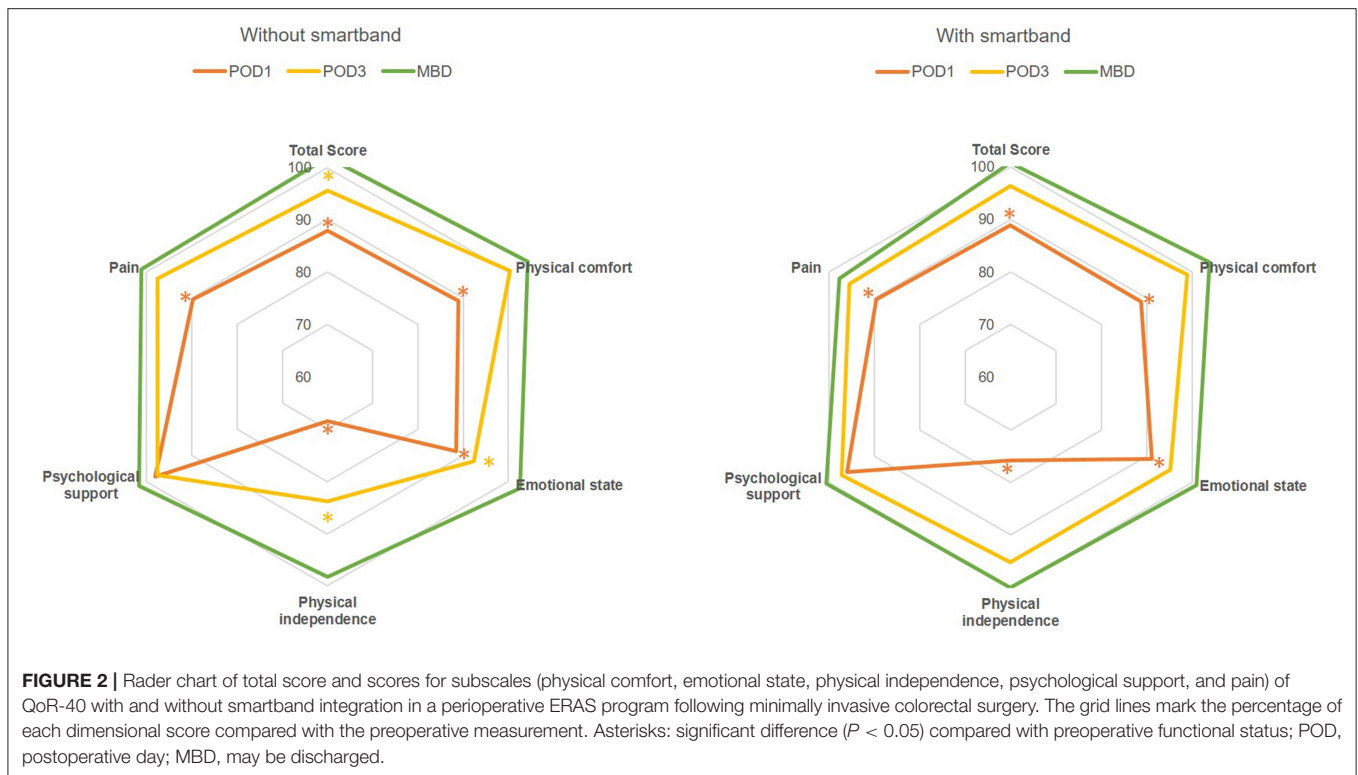 Without smartband
POD1 POD3 MBD
Total Score
100
*
90
*
80
70
60
Pain
*
Physical comfort
*
Psychological
support
Emotional state
*
*
*
*
Physical
independence
With smartband
POD1 POD3 MBD
Total Score
100
90
*
80
70
60
Pain
*
Physical comfort
*
Psychological
support
Emotional state
*
*
Physical
independence
FIGURE 2 | Rader chart of total score and scores for subscales (physical comfort, emotional state, physical independence, psychological support, and pain) of
QoR-40 with and without smartband integration in a perioperative ERAS program following minimally invasive colorectal surgery. The grid lines mark the percentage of
each dimensional score compared with the preoperative measurement. Asterisks: significant difference (P < 0.05) compared with preoperative functional status; POD,
postoperative day; MBD, may be discharged.